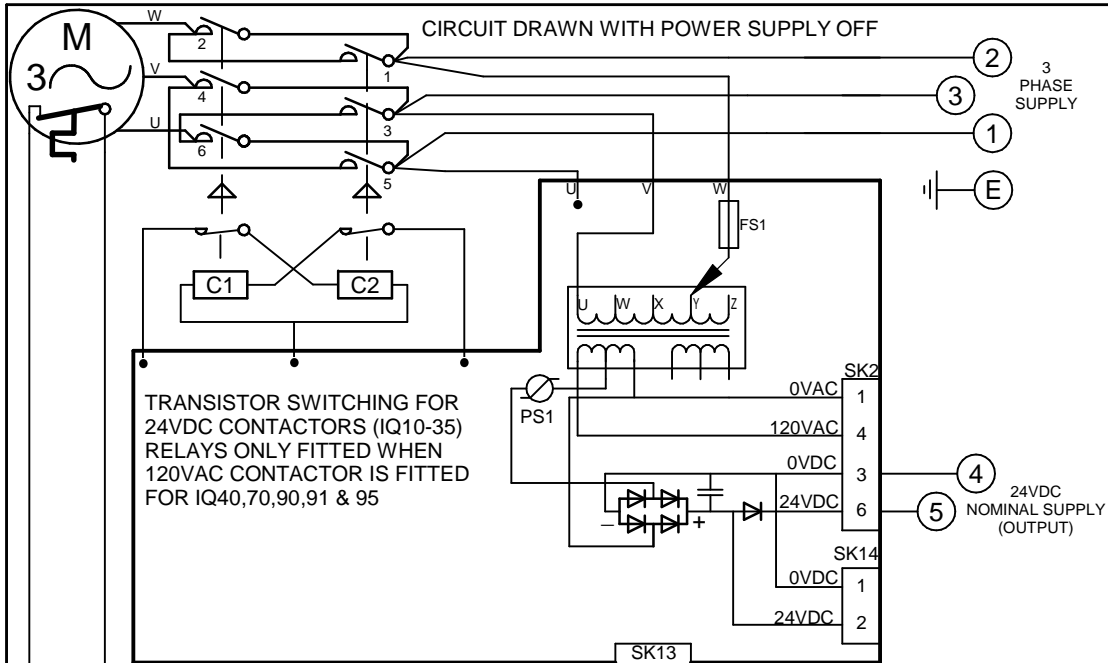 CIRCUIT DRAWN WITH POWER SUPPLY OFF
W
M
3
V
U
2
1
4
3
6
5
2
3
1
E
3
PHASE
SUPPLY
U V W
FS1
C1 C2
U W X Y Z
PS1
TRANSISTOR SWITCHING FOR
24VDC CONTACTORS (IQ10-35)
RELAYS ONLY FITTED WHEN
120VAC CONTACTOR IS FITTED
FOR IQ40,70,90,91 & 95
SK2
0VAC 1
120VAC 4
0VDC 3
24VDC 6
4
5
24VDC
NOMINAL SUPPLY
(OUTPUT)
− +
SK14
0VDC 1
24VDC 2
SK13